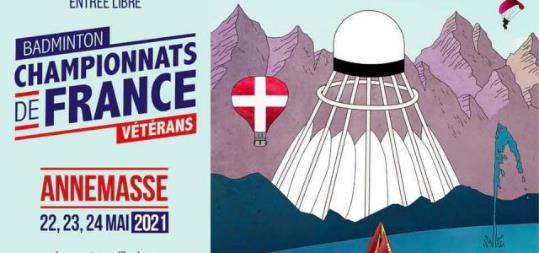 ENTRÉE LIBRE
BADMINTON
CHAMPIONNATS
DE FRANCE
VÉTÉRANS
ANNEMASSE
22, 23, 24 MAI 2021